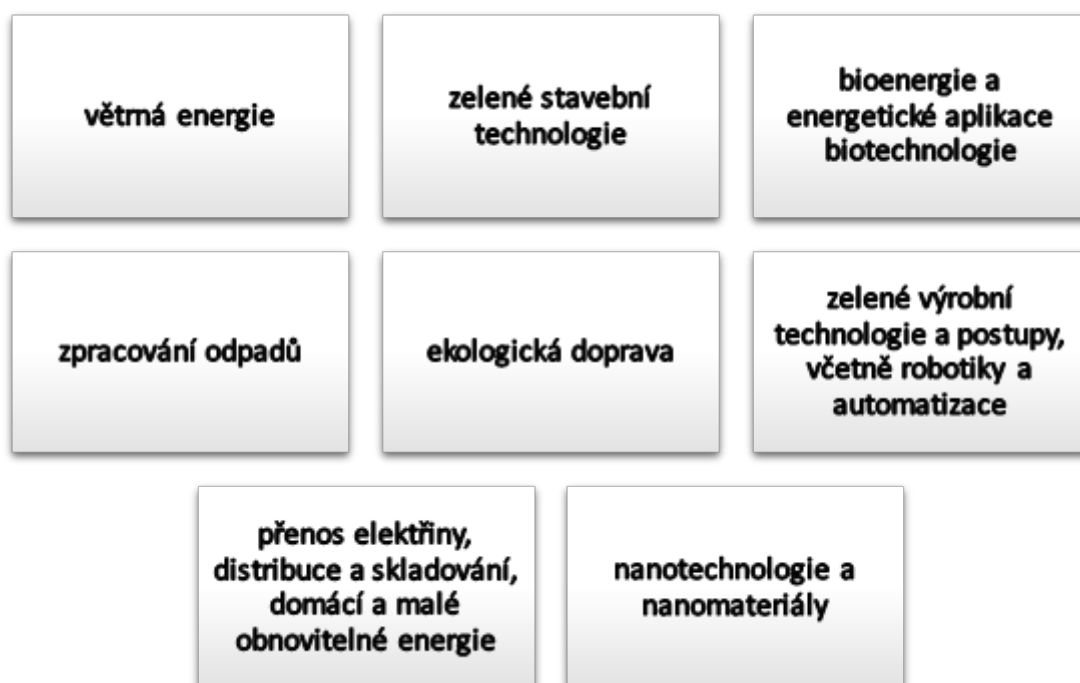 větrná energie
zelené stavební
technologie
bioenergie a
energetické aplikace
biotechnologie
zpracování odpadů
ekologická doprava
zelené výrobní
technologie a postupy,
včetně robotiky a
automatizace
přenos elektřiny,
distribuce a skladování,
domácí a malé
obnovitelné energie
nanotechnologie a
nanomateriály